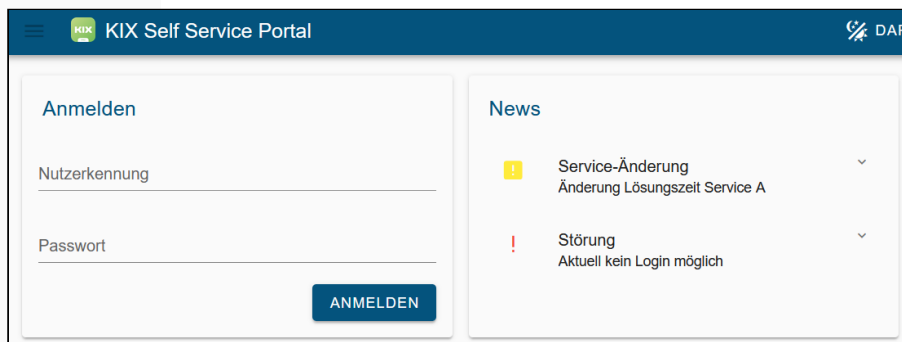 KIX KIX Self Service Portal
Anmelden
Nutzerkennung
Passwort
ANMELDEN
News
Service-Änderung
Änderung Lösungszeit Service A
Störung
Aktuell kein Login möglich